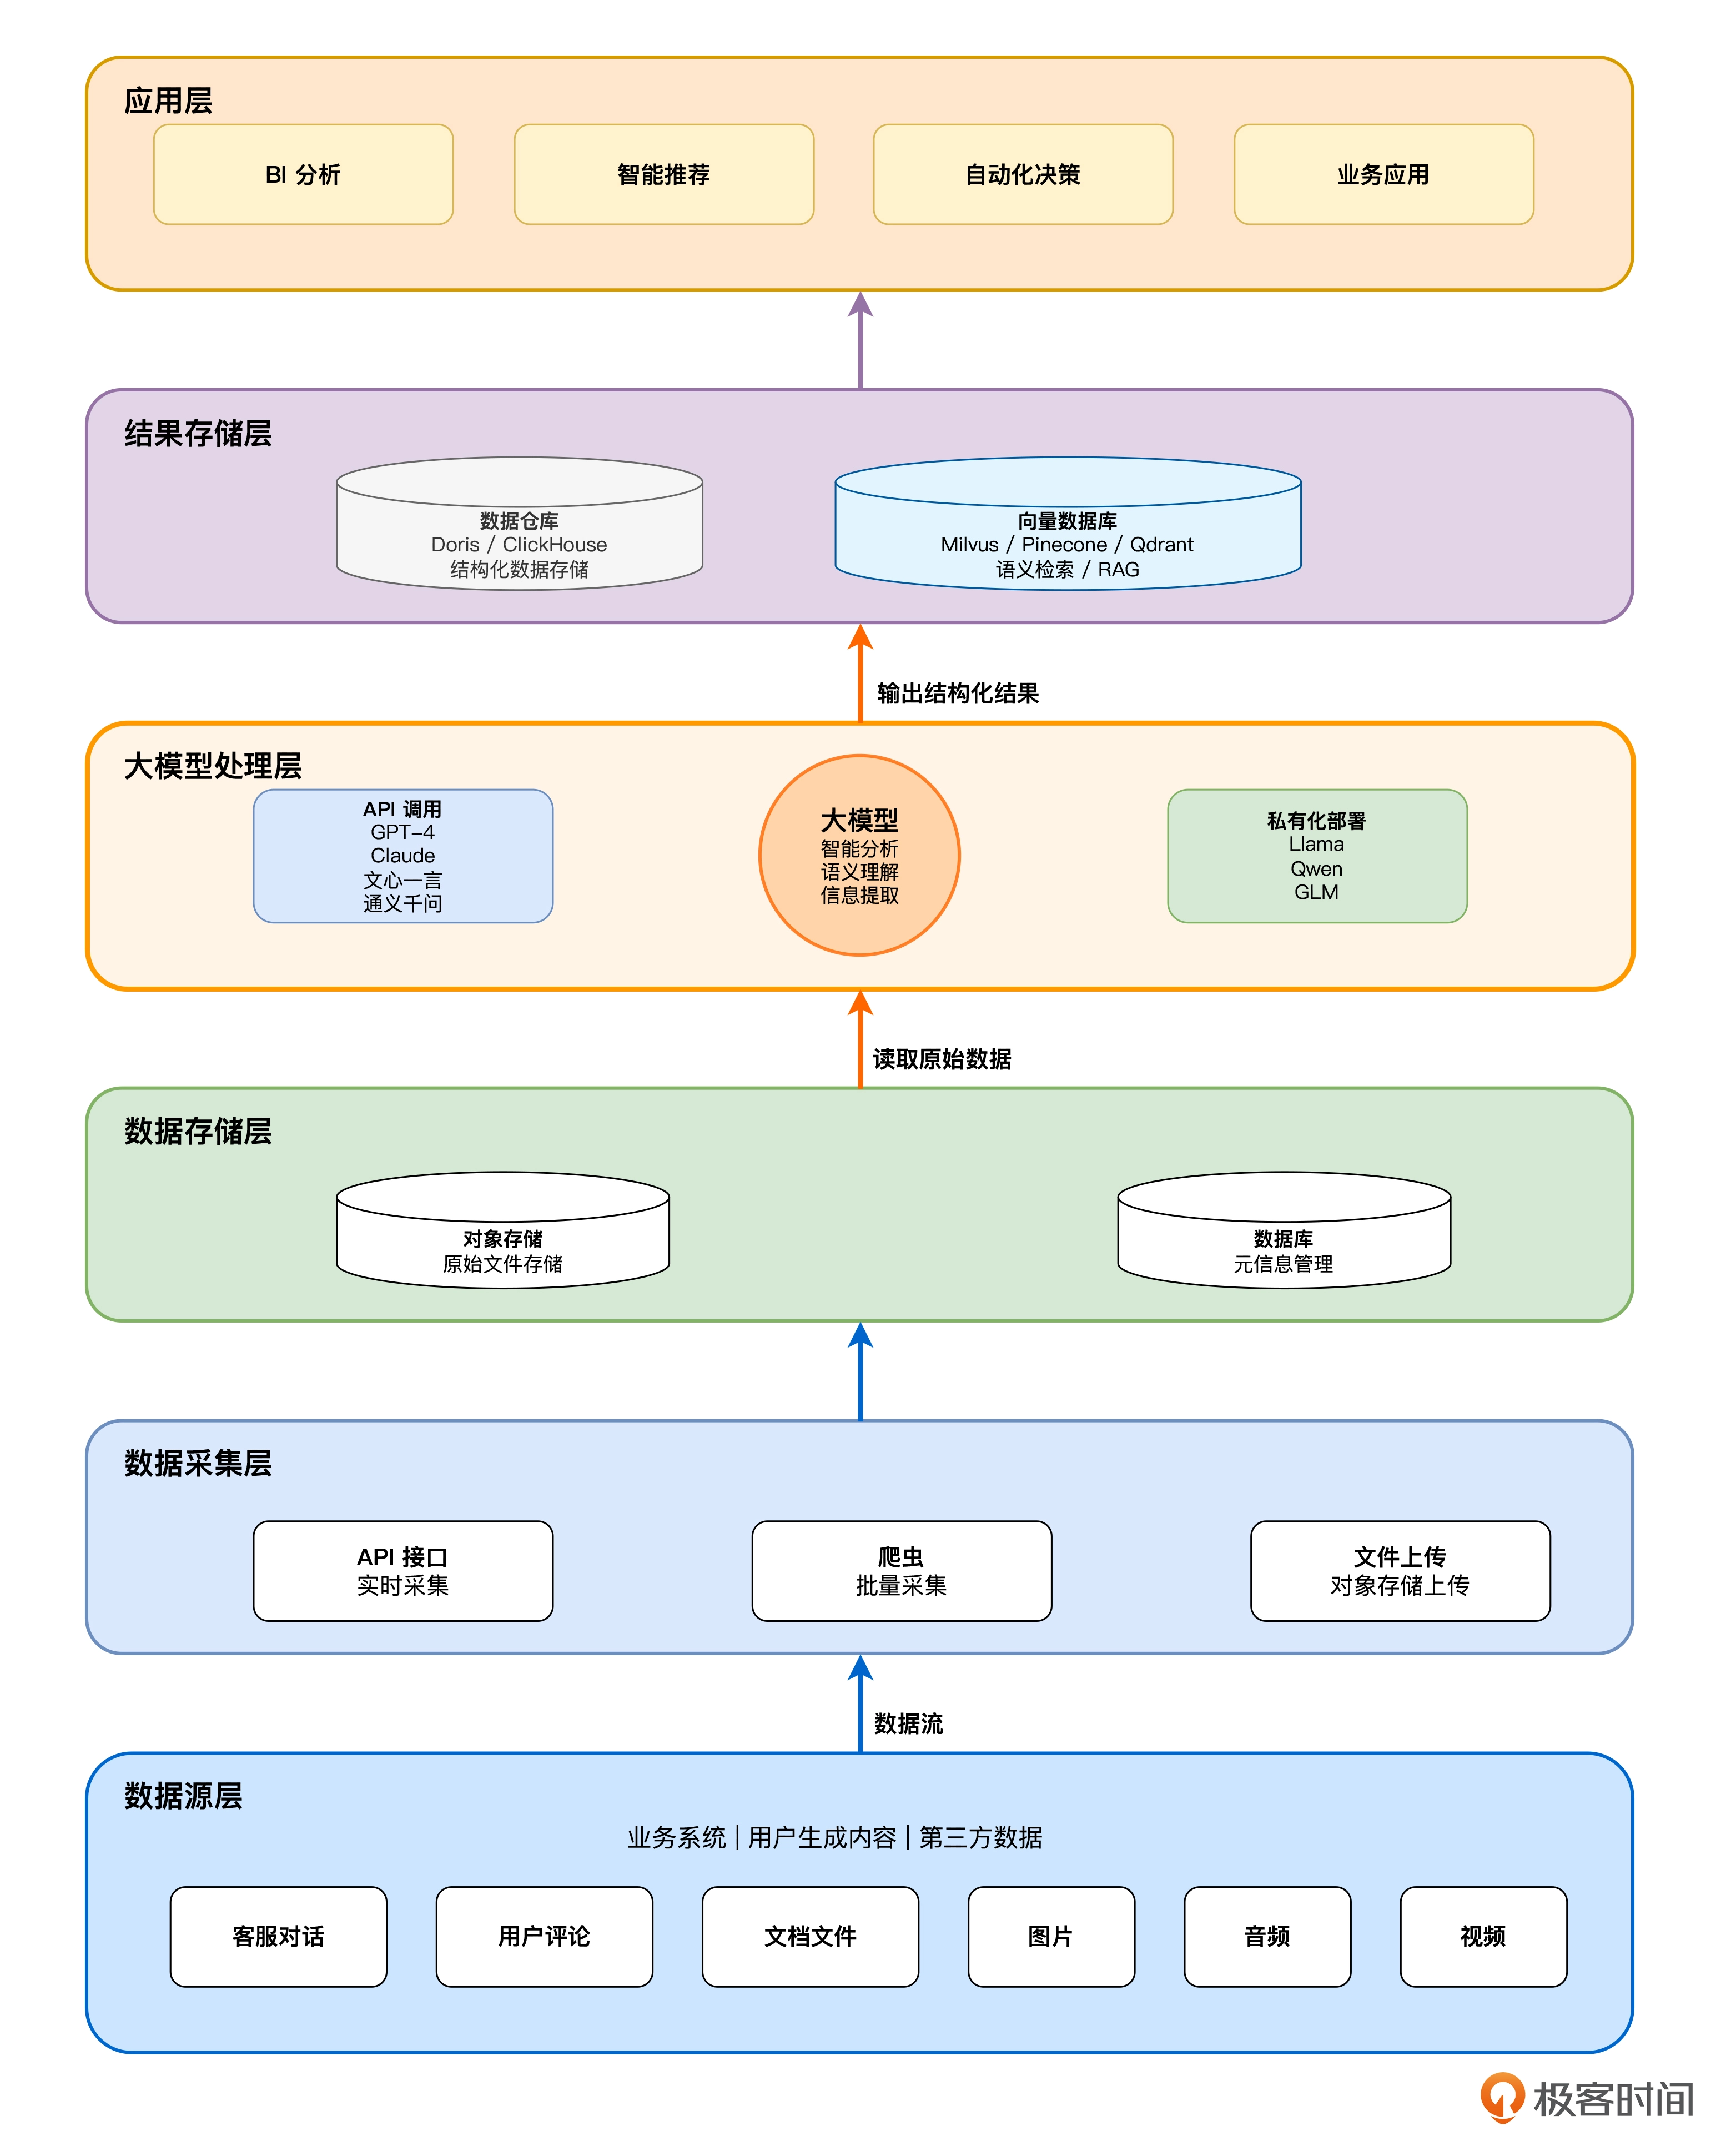 应用层
BI 分析
智能推荐
自动化决策
业务应用
结果存储层
数据仓库
Doris / ClickHouse
结构化数据存储
向量数据库
Milvus / Pinecone / Qdrant
语义检索 / RAG
输出结构化结果
大模型处理层
API 调用
GPT-4
Claude
文心一言
通义千问
大模型
智能分析
语义理解
信息提取
私有化部署
Llama
Qwen
GLM
读取原始数据
数据存储层
对象存储
原始文件存储
数据库
元信息管理
数据采集层
API 接口
实时采集
爬虫
批量采集
文件上传
对象存储上传
数据流
数据源层
业务系统 | 用户生成内容 | 第三方数据
客服对话
用户评论
文档文件
图片
音频
视频
极客时间